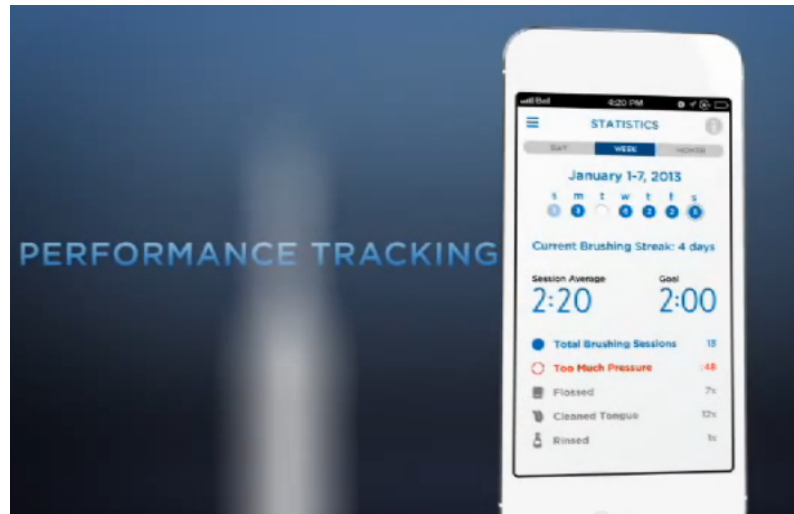 PERFORMANCE TRACKING
Bell 4:20 PM
STATISTICS
DAY WEEK MONTH
January 1-7, 2013
s m t w t f s
Current Brushing Streak: 4 days
Session Average Goal
2:20 2:00
Total Brushing Sessions
Too Much Pressure :48
Flossed 7x
Cleaned Tongue 12x
Rinsed 1x